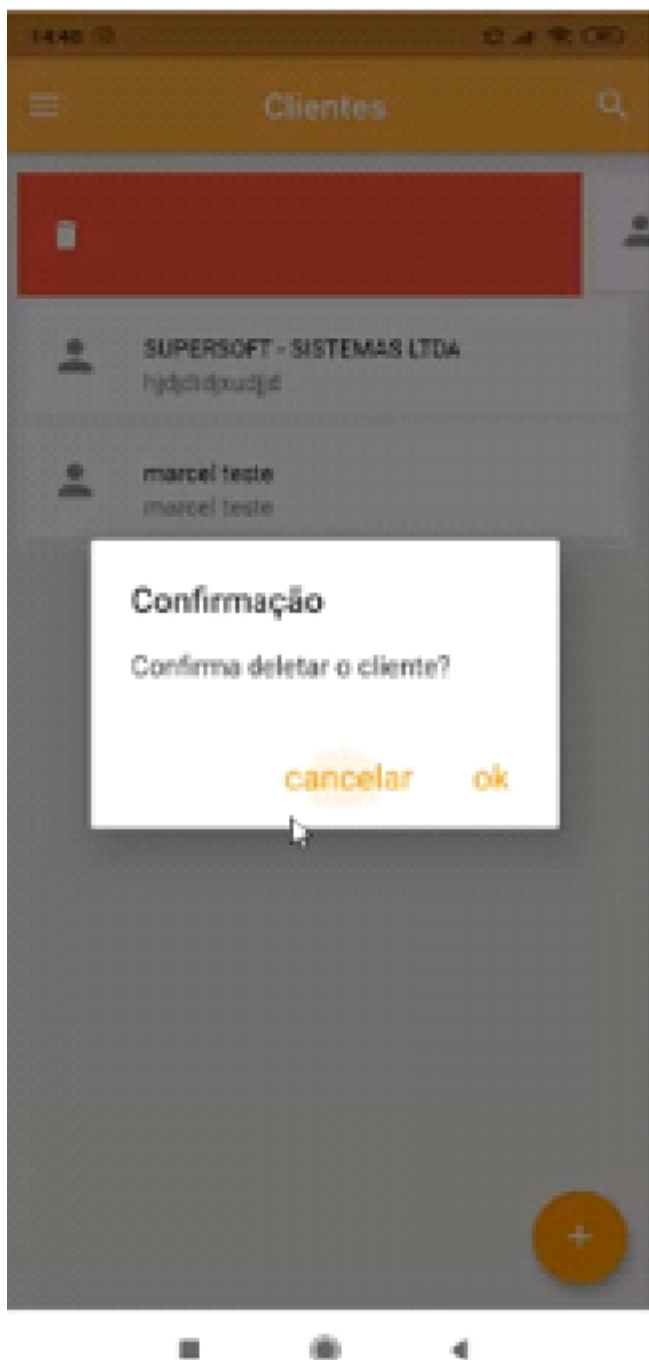 14:40
Clientes
SUPERSOFT - SISTEMAS LTDA
marcel teste
marcel teste
Confirmação
Confirma deletar o cliente?
cancelar ok